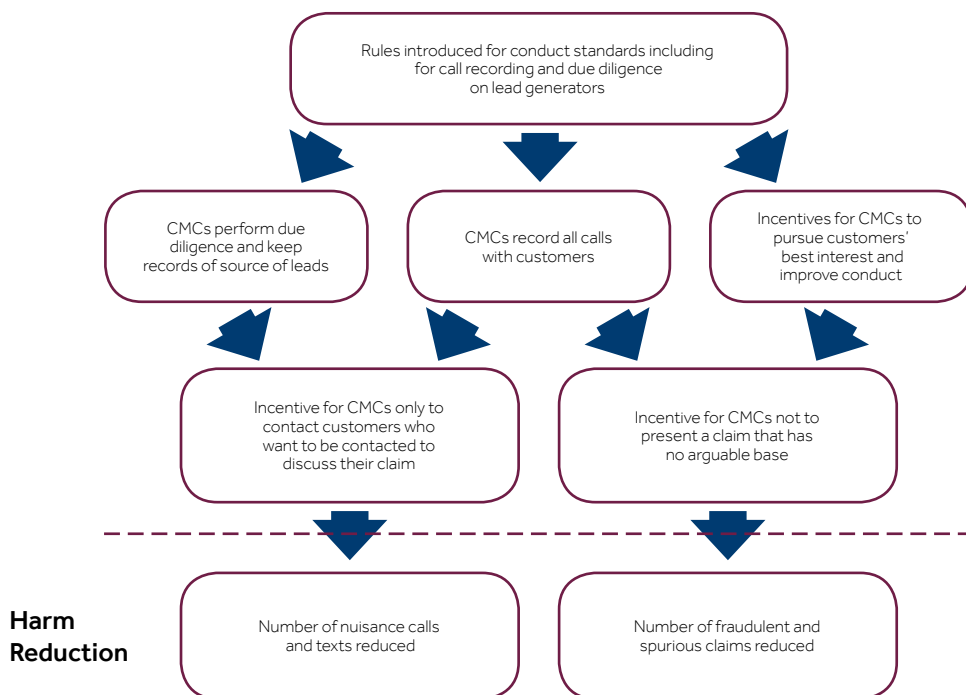 Rules introduced for conduct standards including
for call recording and due diligence
on lead generators
CMCs perform due
diligence and keep
records of source of leads
CMCs record all calls
with customers
Incentives for CMCs to
pursue customers’
best interest and
improve conduct
Incentive for CMCs only to
contact customers who
want to be contacted to
discuss their claim
Incentive for CMCs not to
present a claim that has
no arguable base
Harm
Reduction
Number of nuisance calls
and texts reduced
Number of fraudulent and
spurious claims reduced